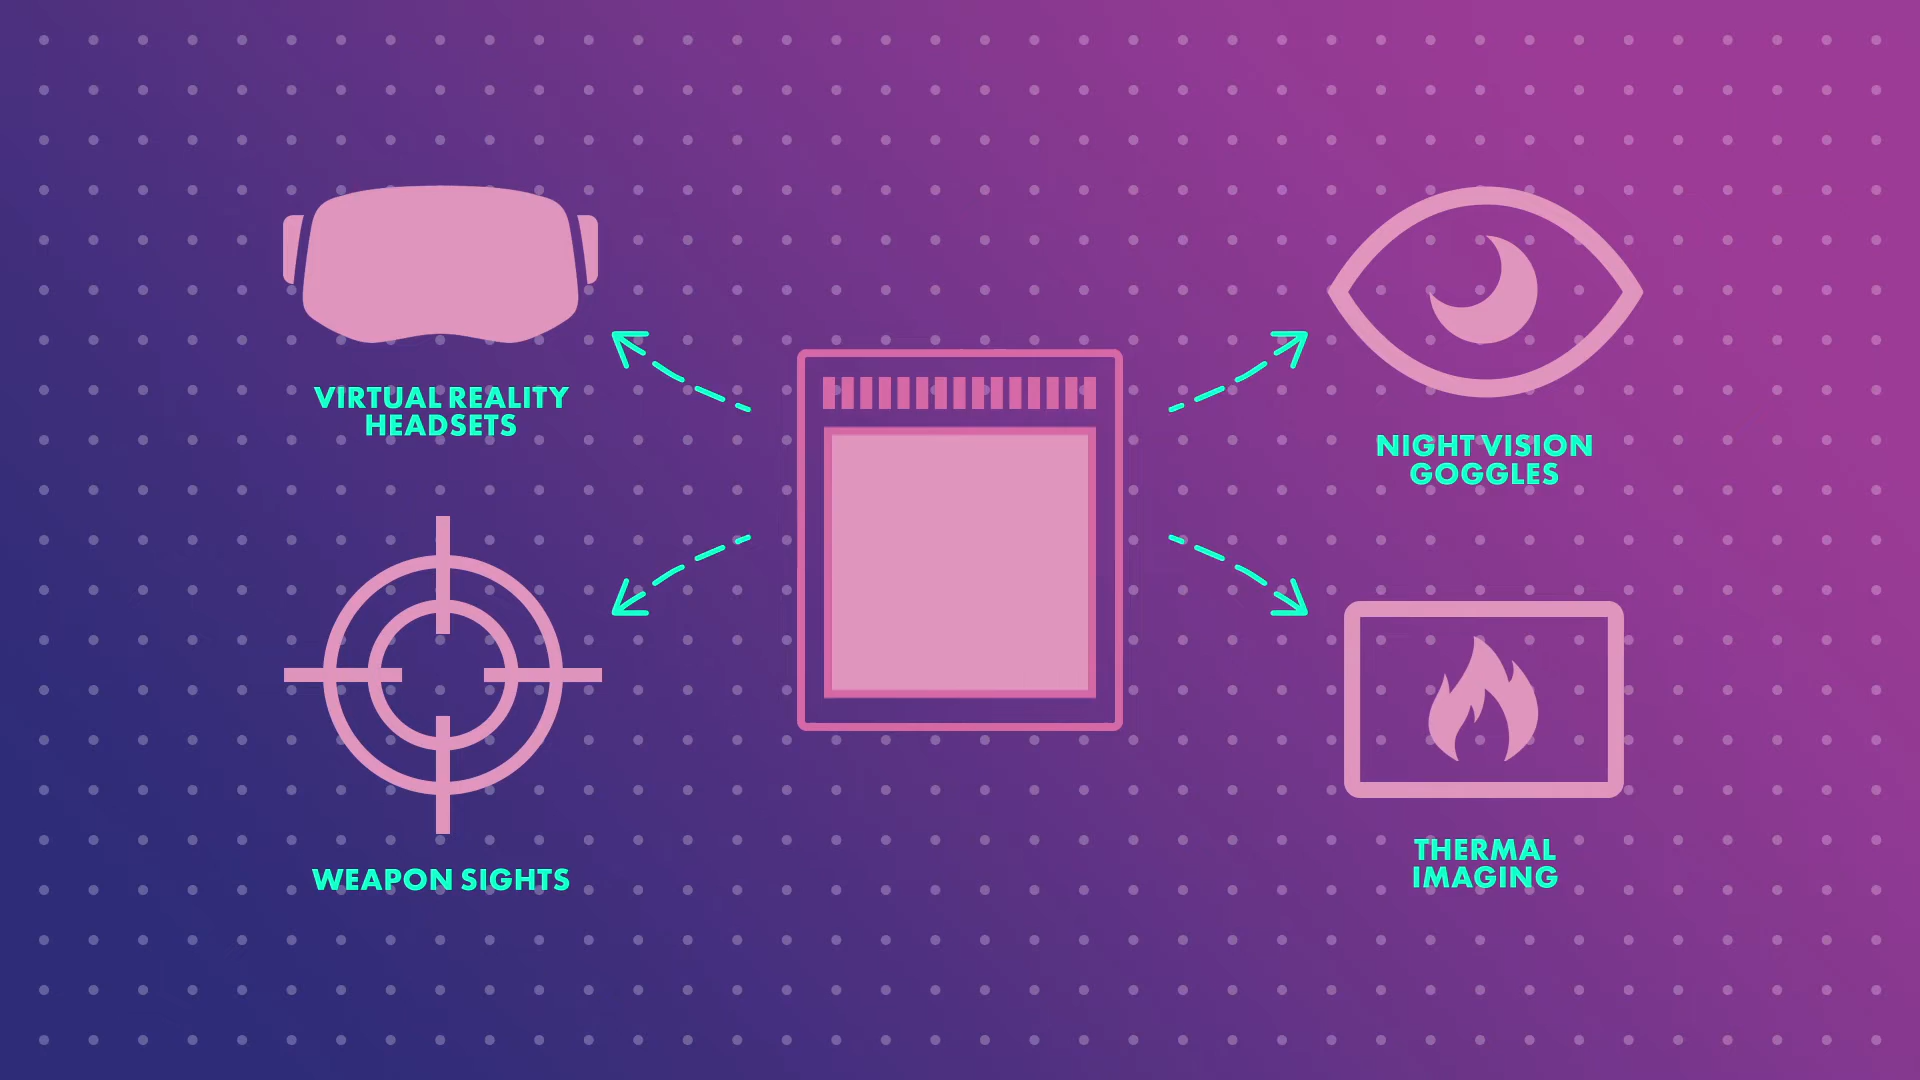 VIRTUAL REALITY
HEADSETS
NIGHT VISION
GOGGLES
WEAPON SIGHTS
THERMAL
IMAGING